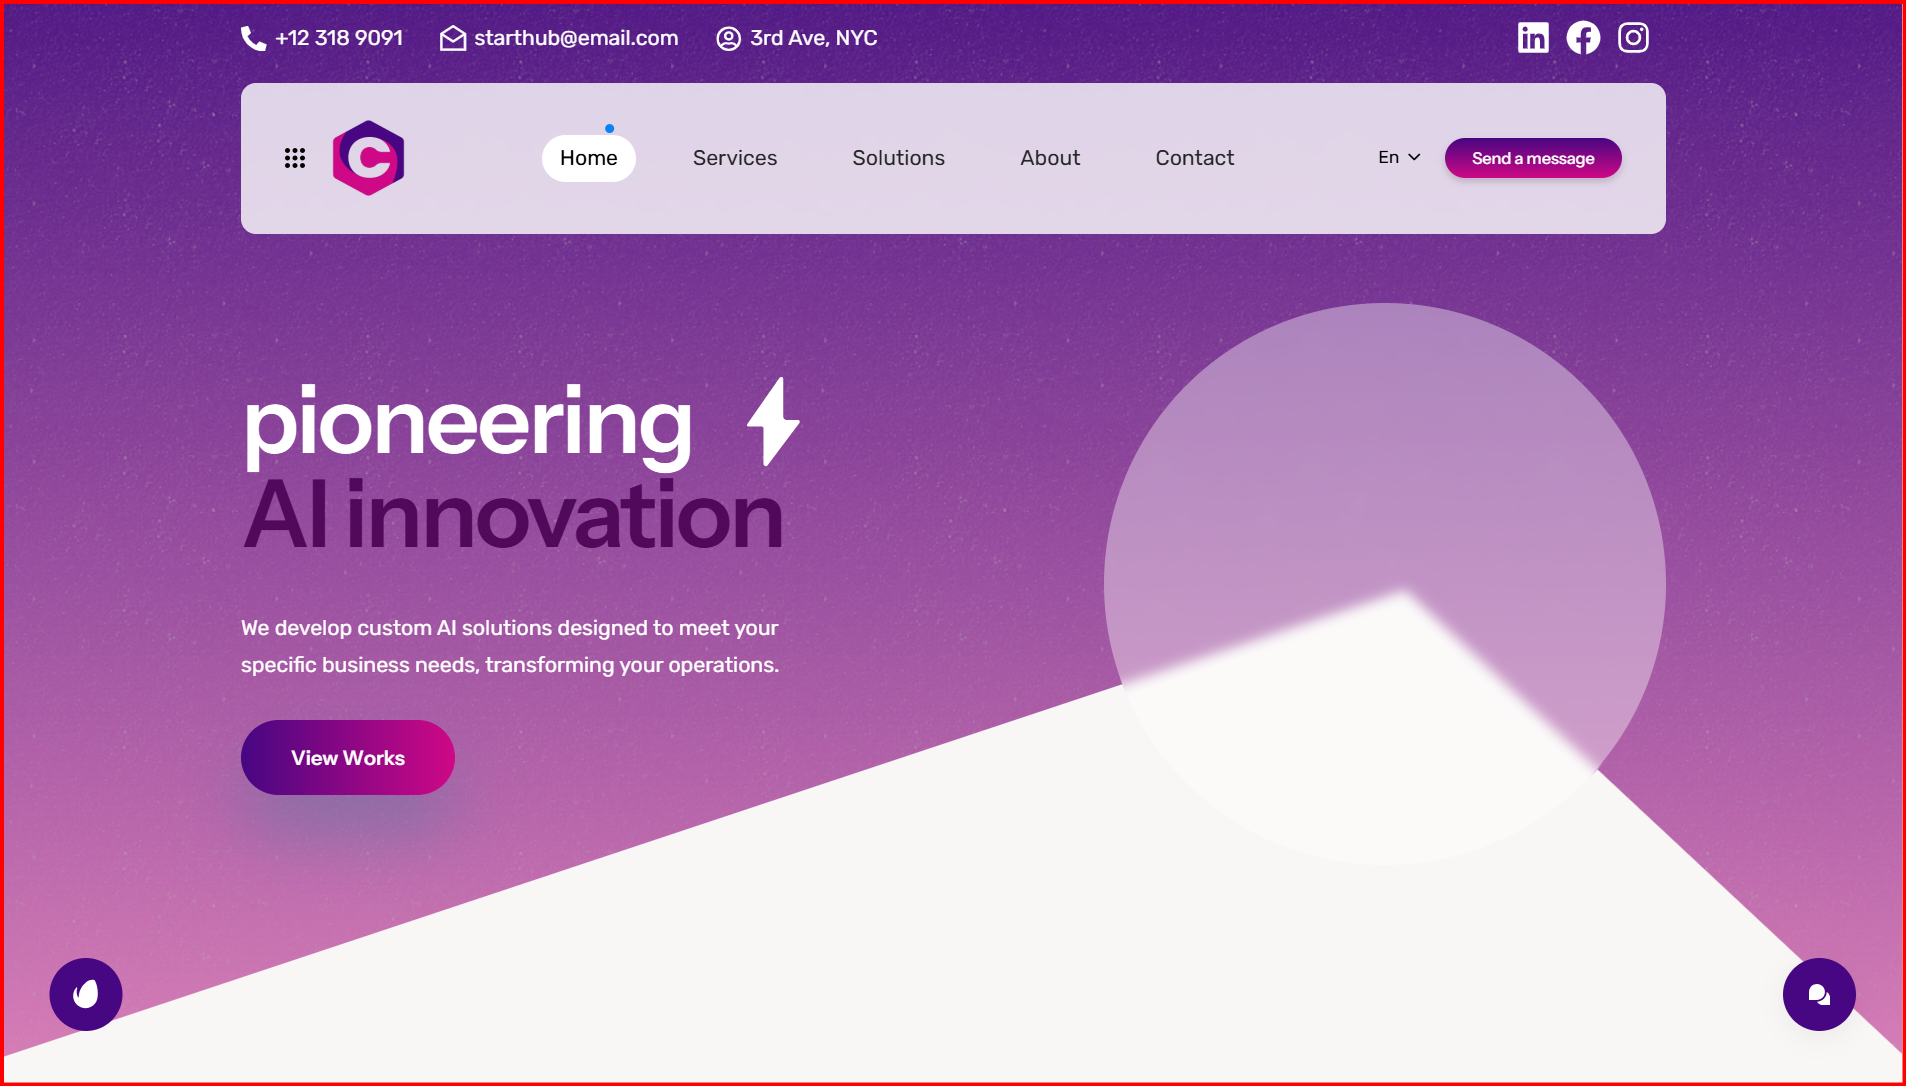 +12 318 9091
starthub@email.com
3rd Ave, NYC
Home
Services
Solutions
About
Contact
En
Send a message
pioneering
AI innovation
We develop custom AI solutions designed to meet your
specific business needs, transforming your operations.
View Works